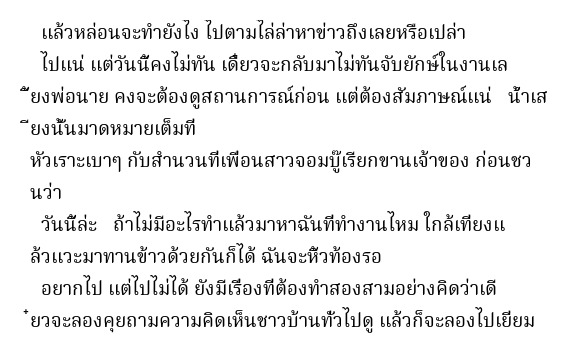 แล้วหล่อนจะทำยังไง ไปตามไล่ล่าหาข่าวถึงเลยหรือเปล่า
ไปแน่ แต่วันนี้คงไม่ทัน เดี๋ยวจะกลับมาไม่ทันจับยักษ์ในงานเล
ี้ยงพ่อนาย คงจะต้องดูสถานการณ์ก่อน แต่ต้องสัมภาษณ์แน่ น้ำเส
ียงนั้นมาดหมายเต็มที่
หัวเราะเบาๆ กับสำนวนที่เพื่อนสาวจอมบู๊เรียกขานเจ้าของ ก่อนชว
นว่า
วันนี้ล่ะ ถ้าไม่มีอะไรทำแล้วมาหาฉันที่ทำงานไหม ใกล้เที่ยงแ
ล้วแวะมาทานข้าวด้วยกันก็ได้ ฉันจะหิ้วท้องรอ
อยากไป แต่ไปไม่ได้ ยังมีเรื่องที่ต้องทำสองสามอย่างคิดว่าเดี
๋ยวจะลองคุยถามความคิดเห็นชาวบ้านทั่วไปดู แล้วก็จะลองไปเยี่ยม